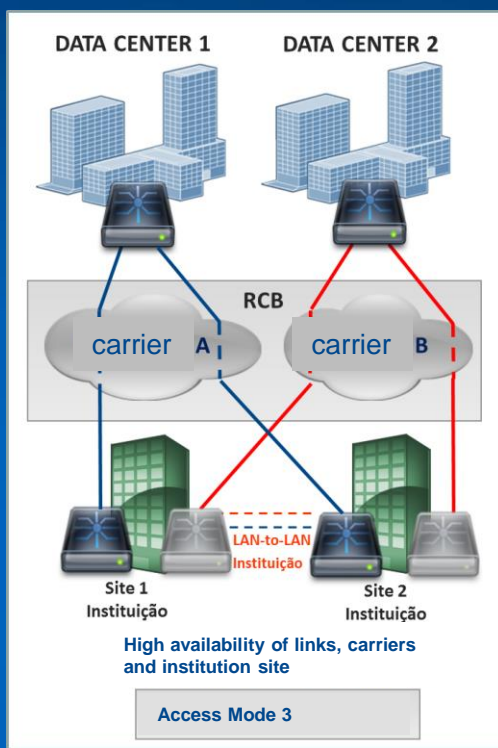 DATA CENTER 1
DATA CENTER 2
RCB
carrier A
carrier B
LAN-to-LAN
Instituição
Site 1
Instituição
Site 2
Instituição
High availability of links, carriers
and institution site
Access Mode 3